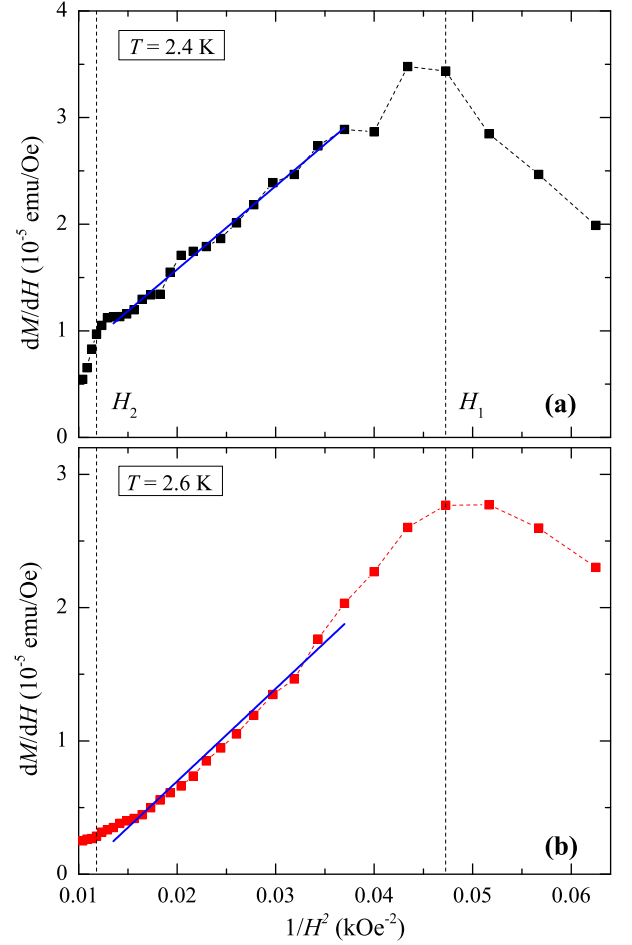 4
T = 2.4 K
3
2
1
0
dM/dH (10⁻⁵ emu/Oe)
H₂
H₁
(a)
3
T = 2.6 K
2
1
0
dM/dH (10⁻⁵ emu/Oe)
(b)
0.01 0.02 0.03 0.04 0.05 0.06
1/H² (kOe⁻²)